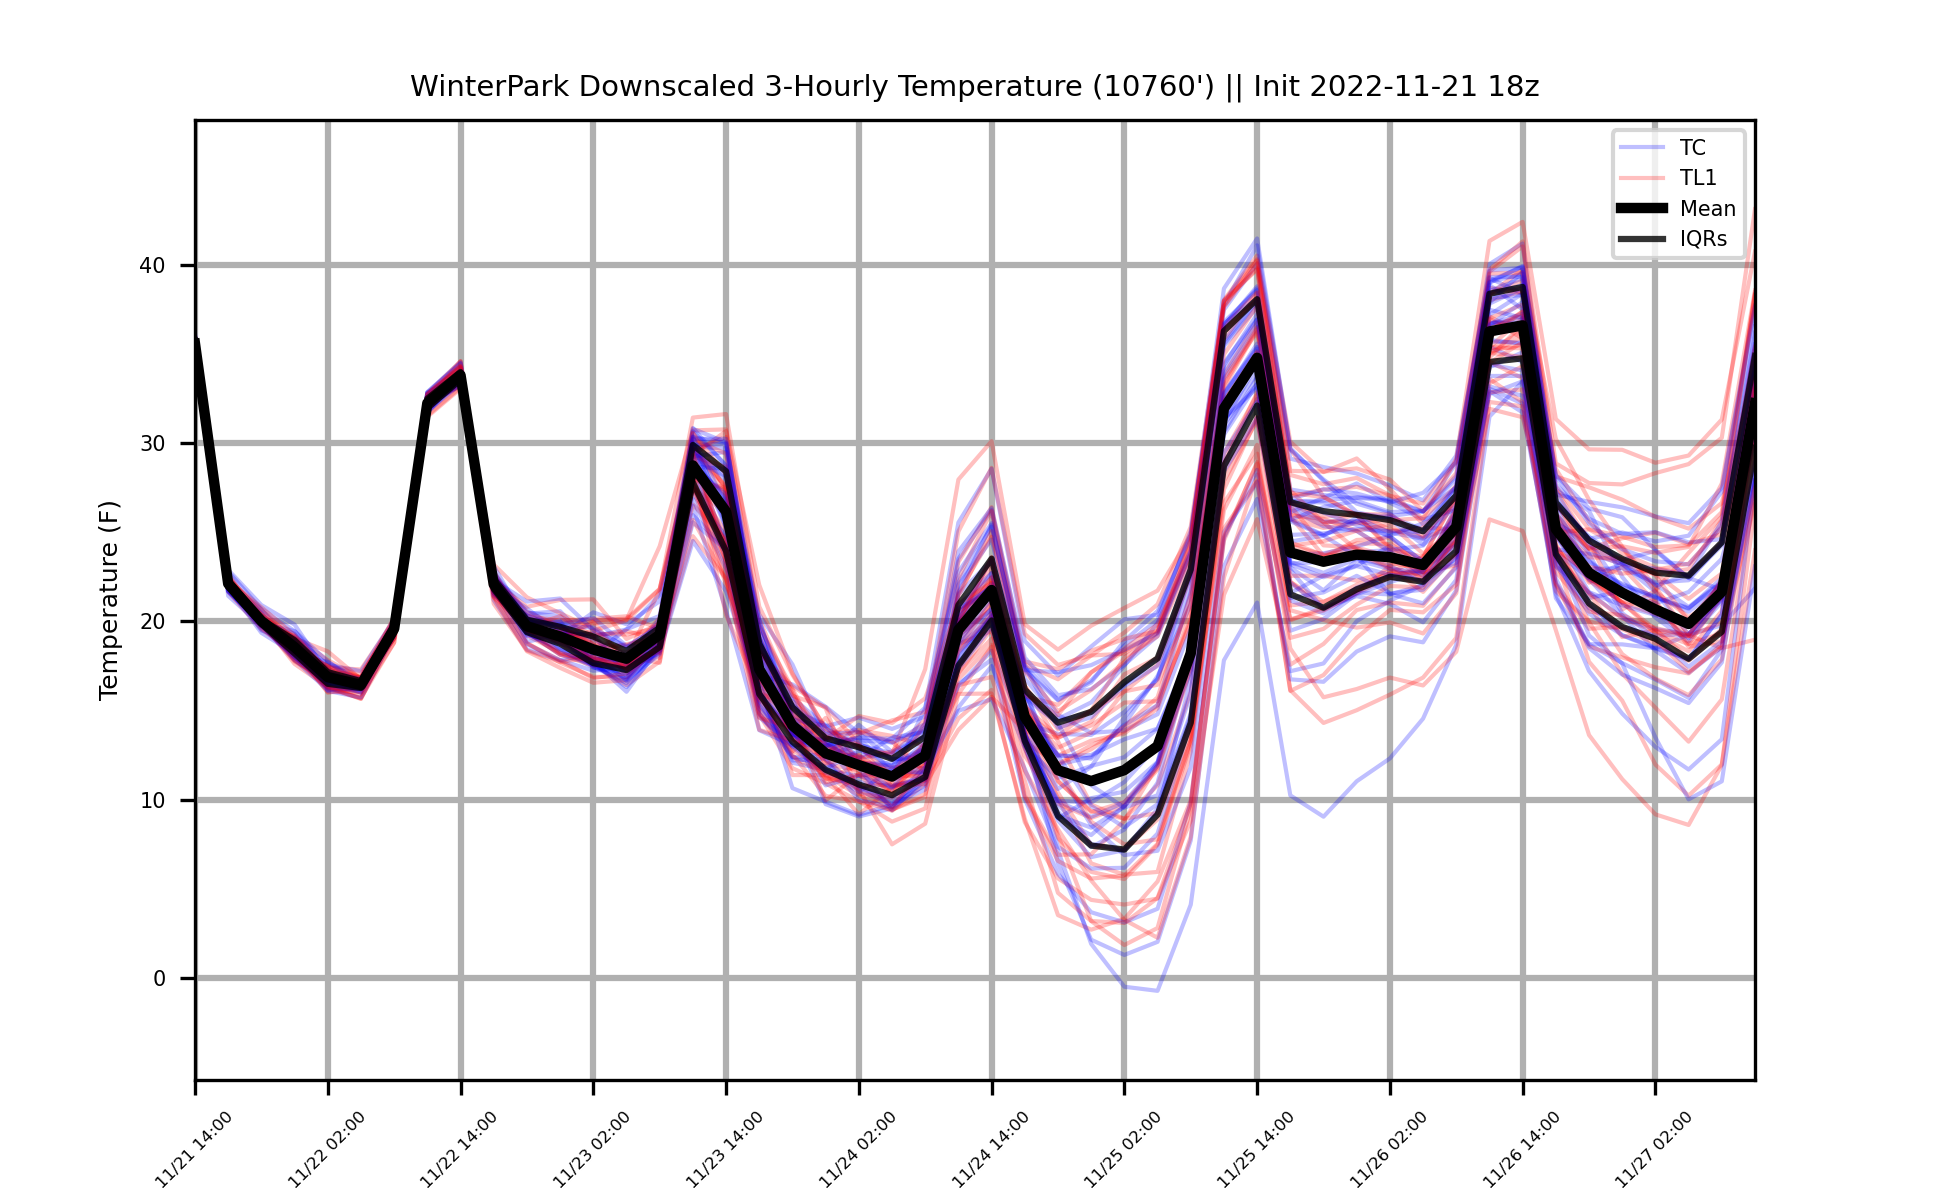 WinterPark Downscaled 3-Hourly Temperature (10760') || Init 2022-11-21 18z
TC
TL1
Mean
IQRs
Temperature (F)
40
30
20
10
0
11/21 14:00
11/22 02:00
11/22 14:00
11/23 02:00
11/23 14:00
11/24 02:00
11/24 14:00
11/25 02:00
11/25 14:00
11/26 02:00
11/26 14:00
11/27 02:00